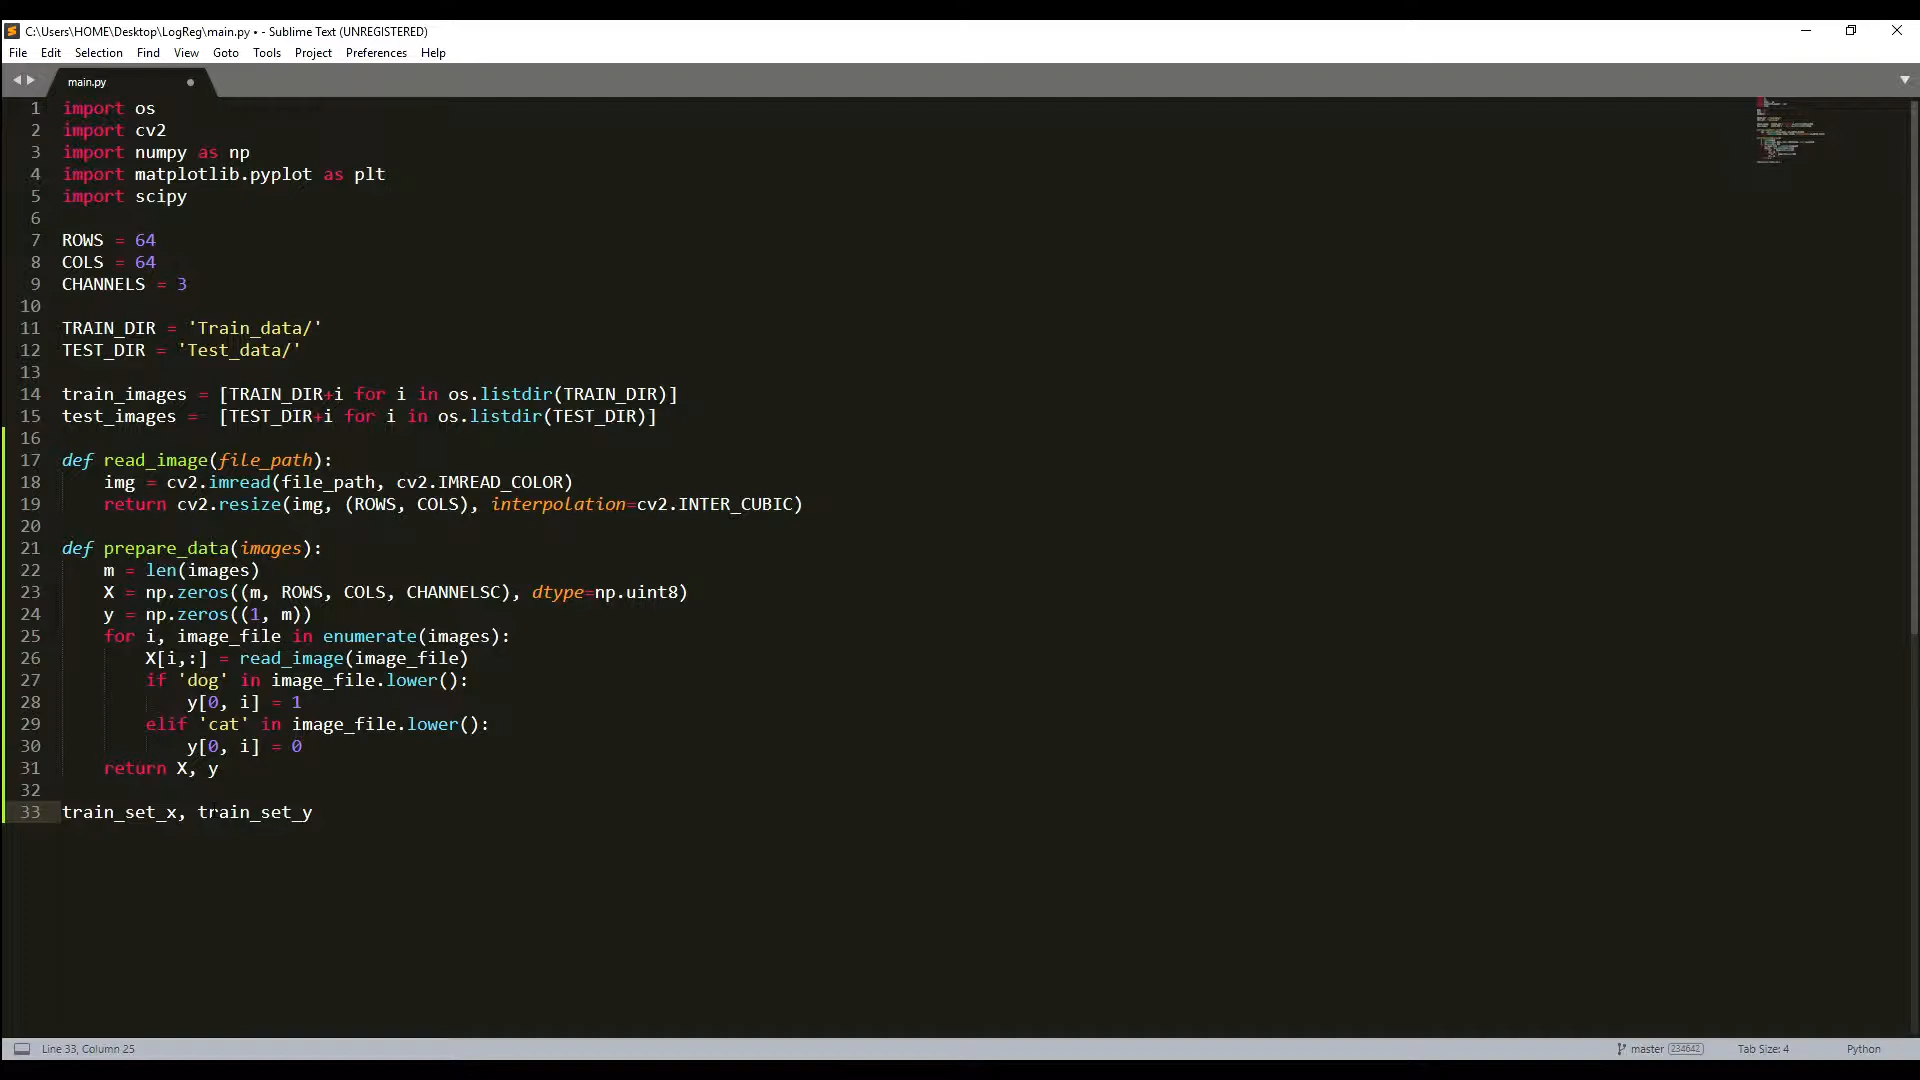 C:\Users\HOME\Desktop\LogReg\main.py • - Sublime Text (UNREGISTERED)
File Edit Selection Find View Goto Tools Project Preferences Help
main.py
1 import os
2 import cv2
3 import numpy as np
4 import matplotlib.pyplot as plt
5 import scipy
6
7 ROWS = 64
8 COLS = 64
9 CHANNELS = 3
10
11 TRAIN_DIR = 'Train_data/'
12 TEST_DIR = 'Test_data/'
13
14 train_images = [TRAIN_DIR+i for i in os.listdir(TRAIN_DIR)]
15 test_images =  [TEST_DIR+i for i in os.listdir(TEST_DIR)]
16
17 def read_image(file_path):
18     img = cv2.imread(file_path, cv2.IMREAD_COLOR)
19     return cv2.resize(img, (ROWS, COLS), interpolation=cv2.INTER_CUBIC)
20
21 def prepare_data(images):
22     m = len(images)
23     X = np.zeros((m, ROWS, COLS, CHANNELSC), dtype=np.uint8)
24     y = np.zeros((1, m))
25     for i, image_file in enumerate(images):
26         X[i,:] = read_image(image_file)
27         if 'dog' in image_file.lower():
28             y[0, i] = 1
29         elif 'cat' in image_file.lower():
30             y[0, i] = 0
31     return X, y
32
33 train_set_x, train_set_y
Line 33, Column 25 master 234642 Tab Size: 4 Python